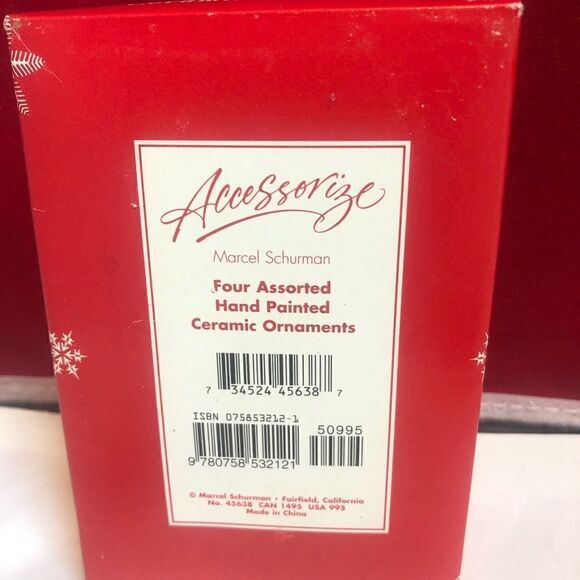 Accessorize
Marcel Schurman
Four Assorted
Hand Painted
Ceramic Ornaments
7 34524 45638 7
ISBN 075853212-1
50995
9 780758 532121
© Marcel Schurman • Fairfield, California
No. 45638 CAN 1495 USA 995
Made in China